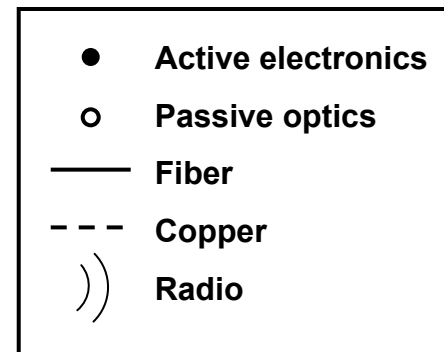 Active electronics
Passive optics
Fiber
Copper
Radio